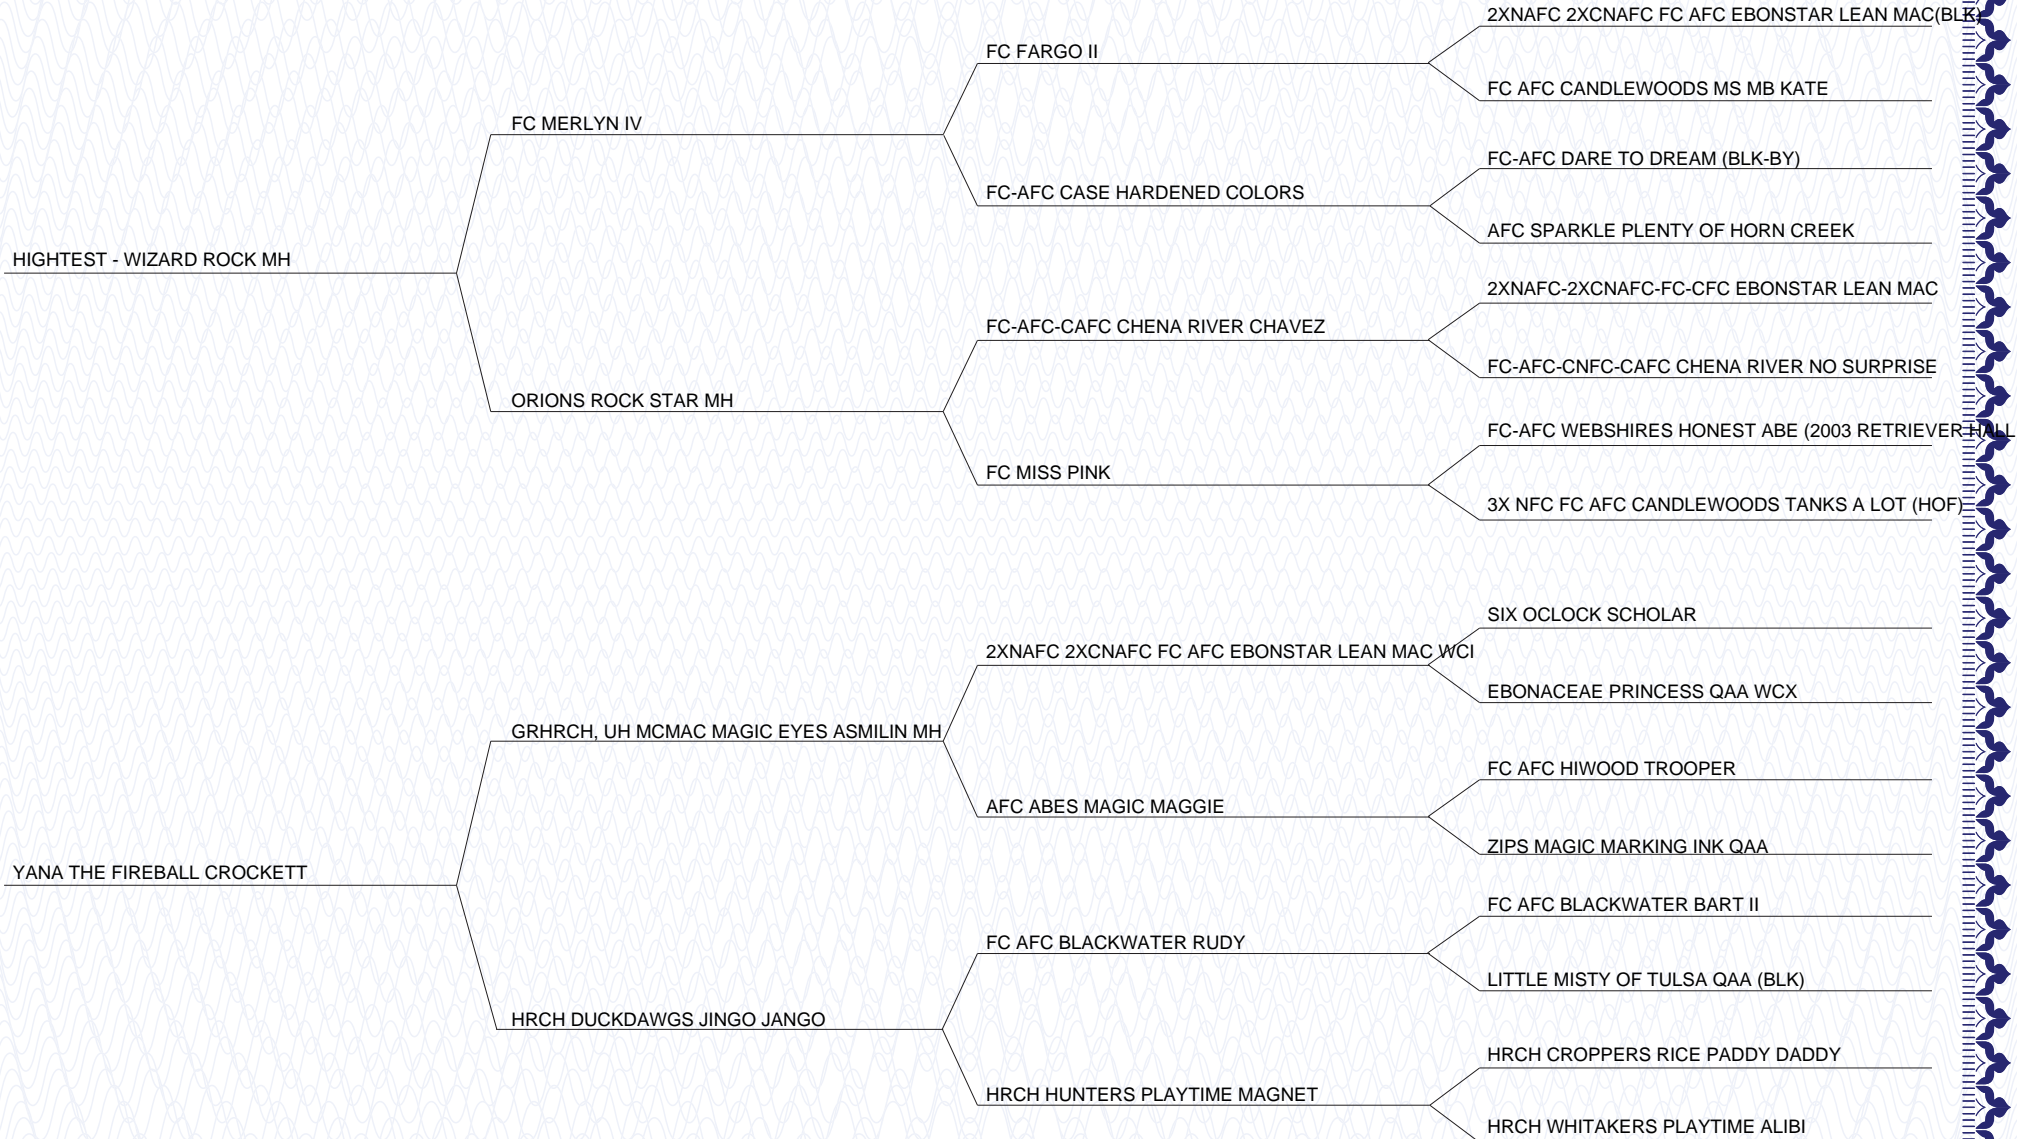 2XNAFC 2XCNAFC FC AFC EBONSTAR LEAN MAC(BLK)
FC FARGO II
FC AFC CANDLEWOODS MS MB KATE
FC MERLYN IV
FC-AFC DARE TO DREAM (BLK-BY)
FC-AFC CASE HARDENED COLORS
AFC SPARKLE PLENTY OF HORN CREEK
HIGHTEST - WIZARD ROCK MH
2XNAFC-2XCNAFC-FC-CFC EBONSTAR LEAN MAC
FC-AFC-CAFC CHENA RIVER CHAVEZ
FC-AFC-CNFC-CAFC CHENA RIVER NO SURPRISE
ORIONS ROCK STAR MH
FC-AFC WEBSHIRES HONEST ABE (2003 RETRIEVER HALL
FC MISS PINK
3X NFC FC AFC CANDLEWOODS TANKS A LOT (HOF)
SIX OCLOCK SCHOLAR
2XNAFC 2XCNAFC FC AFC EBONSTAR LEAN MAC WCI
EBONACEAE PRINCESS QAA WCX
GRHRCH, UH MCMAC MAGIC EYES ASMILIN MH
FC AFC HIWOOD TROOPER
AFC ABES MAGIC MAGGIE
ZIPS MAGIC MARKING INK QAA
YANA THE FIREBALL CROCKETT
FC AFC BLACKWATER BART II
FC AFC BLACKWATER RUDY
LITTLE MISTY OF TULSA QAA (BLK)
HRCH DUCKDAWGS JINGO JANGO
HRCH CROPPERS RICE PADDY DADDY
HRCH HUNTERS PLAYTIME MAGNET
HRCH WHITAKERS PLAYTIME ALIBI